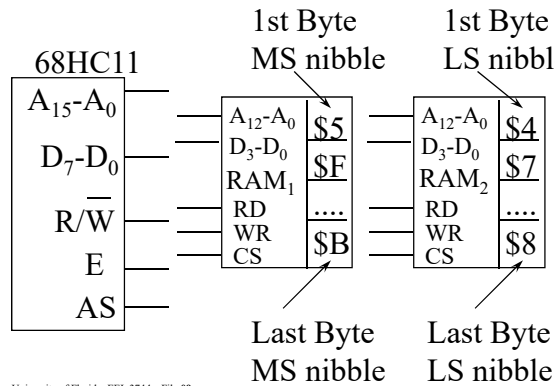 1st Byte
MS nibble
1st Byte
LS nibbl
68HC11
A15-A0
D7-D0
R/W
E
AS
A12-A0
D3-D0
RAM1
RD
WR
CS
$5
$F
....
$B
A12-A0
D3-D0
RAM2
RD
WR
CS
$4
$7
....
$8
Last Byte
MS nibble
Last Byte
LS nibble